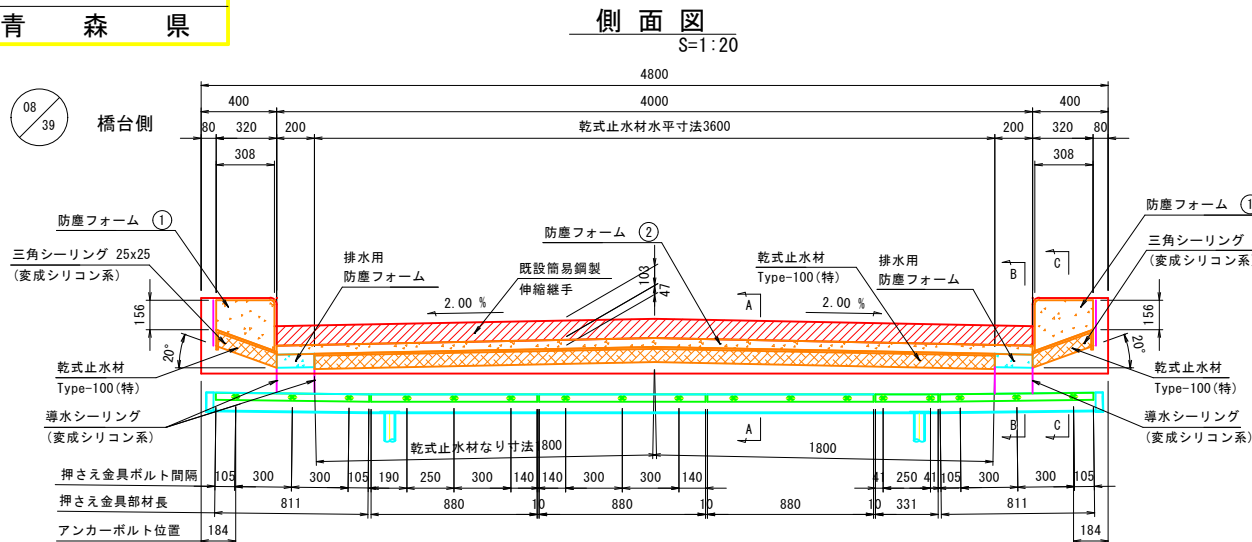 青 森 県
側 面 図
S=1:20
4800
400 4000 400
08
39
橋台側
80 320 200 乾式止水材水平寸法3600 200 320 80
308 308
防塵フォーム ①
三角シーリング 25x25
(変成シリコン系)
排水用
防塵フォーム
防塵フォーム ②
既設簡易鋼製
伸縮継手
103
47
乾式止水材
Type-100(特)
排水用
防塵フォーム
防塵フォーム
三角シーリング
(変成シリコン系)
B C
A
156 2.00 % 2.00 % 156
20° 20°
乾式止水材
Type-100(特)
乾式止水材
Type-100(特)
導水シーリング
(変成シリコン系)
導水シーリング
(変成シリコン系)
A B C
乾式止水材なり寸法1800 1800
押さえ金具ボルト間隔 105 300 300 105 190 250 300 140 140 300 300 140 41 250 41 105 300 300 105
押さえ金具部材長 811 880 10 880 10 880 10 331 811
アンカーボルト位置 184 184